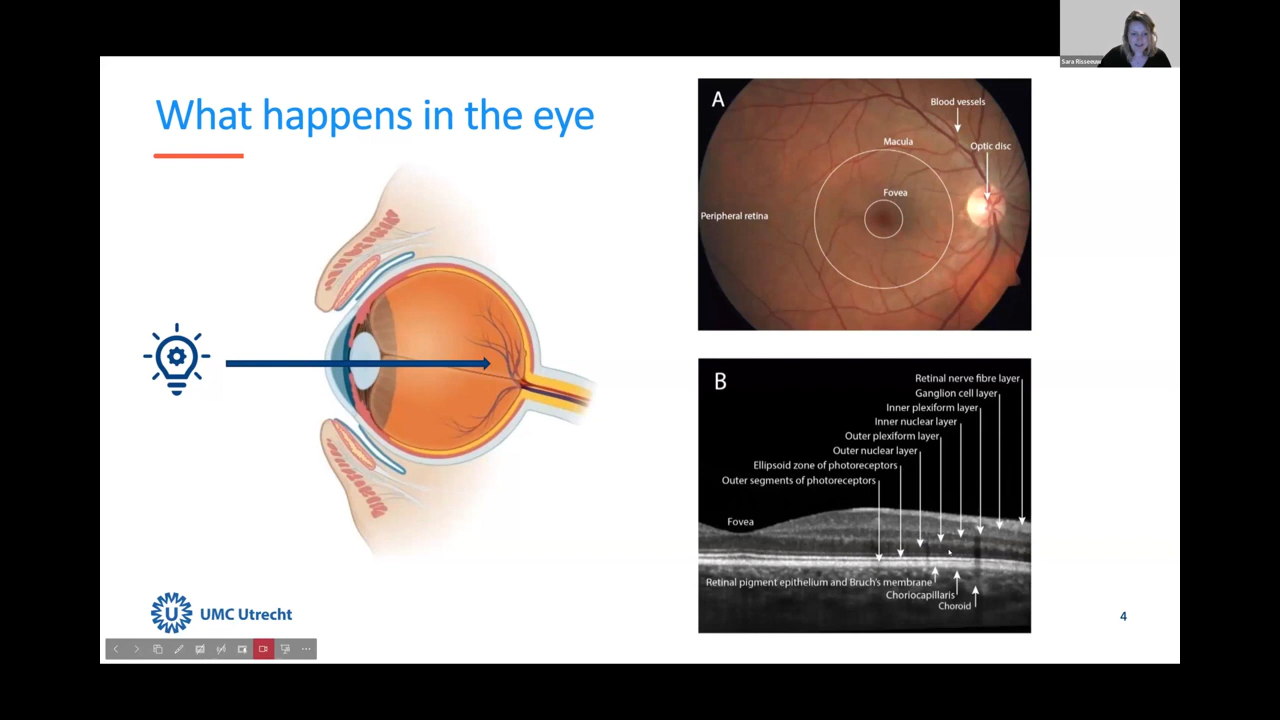 Sara Risseeuw
What happens in the eye
A
Blood vessels
Macula
Optic disc
Fovea
Peripheral retina
B
Retinal nerve fibre layer
Ganglion cell layer
Inner plexiform layer
Inner nuclear layer
Outer plexiform layer
Outer nuclear layer
Ellipsoid zone of photoreceptors
Outer segments of photoreceptors
Fovea
Retinal pigment epithelium and Bruch's membrane
Choriocapillaris
Choroid
U UMC Utrecht
4